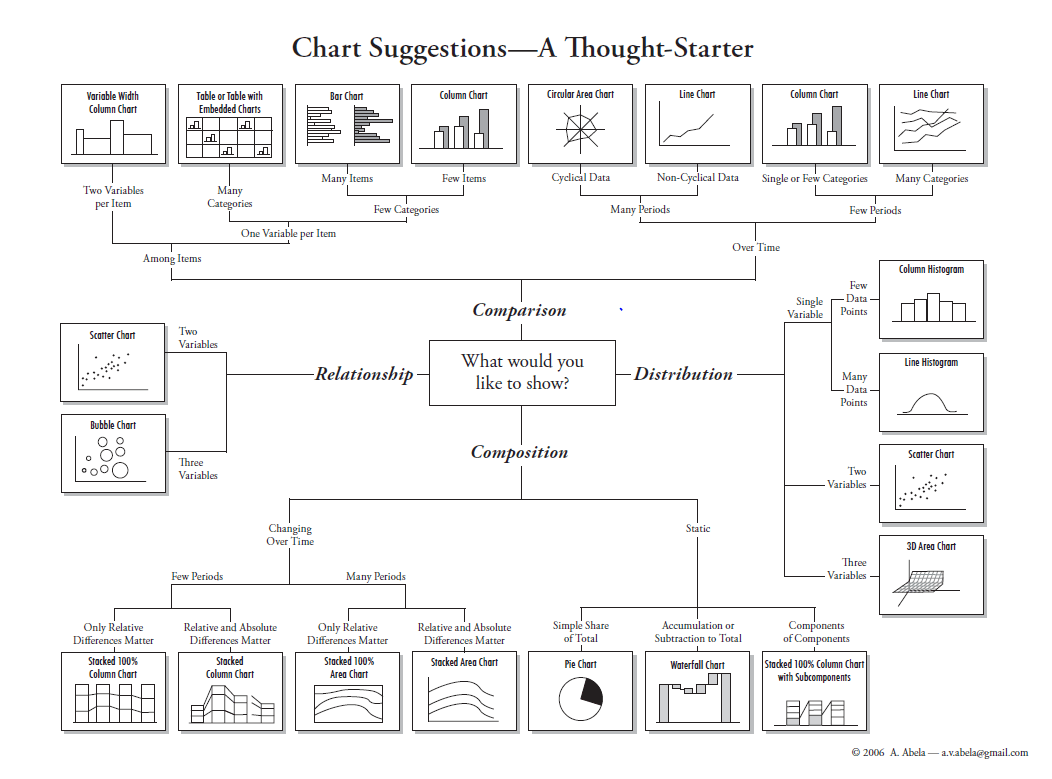 Chart Suggestions—A Thought-Starter
Variable Width
Column Chart
Table or Table with
Embedded Charts
Bar Chart
Column Chart
Circular Area Chart
Line Chart
Column Chart
Line Chart
Two Variables
per Item
Many
Categories
Many Items
Few Items
Cyclical Data
Non-Cyclical Data
Single or Few Categories
Many Categories
Few Categories
Many Periods
Few Periods
One Variable per Item
Over Time
Among Items
Comparison
Scatter Chart
Two
Variables
Bubble Chart
Three
Variables
Relationship
What would you
like to show?
Distribution
Single
Variable
Few
Data
Points
Column Histogram
Many
Data
Points
Line Histogram
Two
Variables
Scatter Chart
Three
Variables
3D Area Chart
Composition
Changing
Over Time
Static
Few Periods
Many Periods
Only Relative
Differences Matter
Relative and Absolute
Differences Matter
Only Relative
Differences Matter
Relative and Absolute
Differences Matter
Simple Share
of Total
Accumulation or
Subtraction to Total
Components
of Components
Stacked 100%
Column Chart
Stacked
Column Chart
Stacked 100%
Area Chart
Stacked Area Chart
Pie Chart
Waterfall Chart
Stacked 100% Column Chart
with Subcomponents
© 2006 A. Abela — a.v.abela@gmail.com